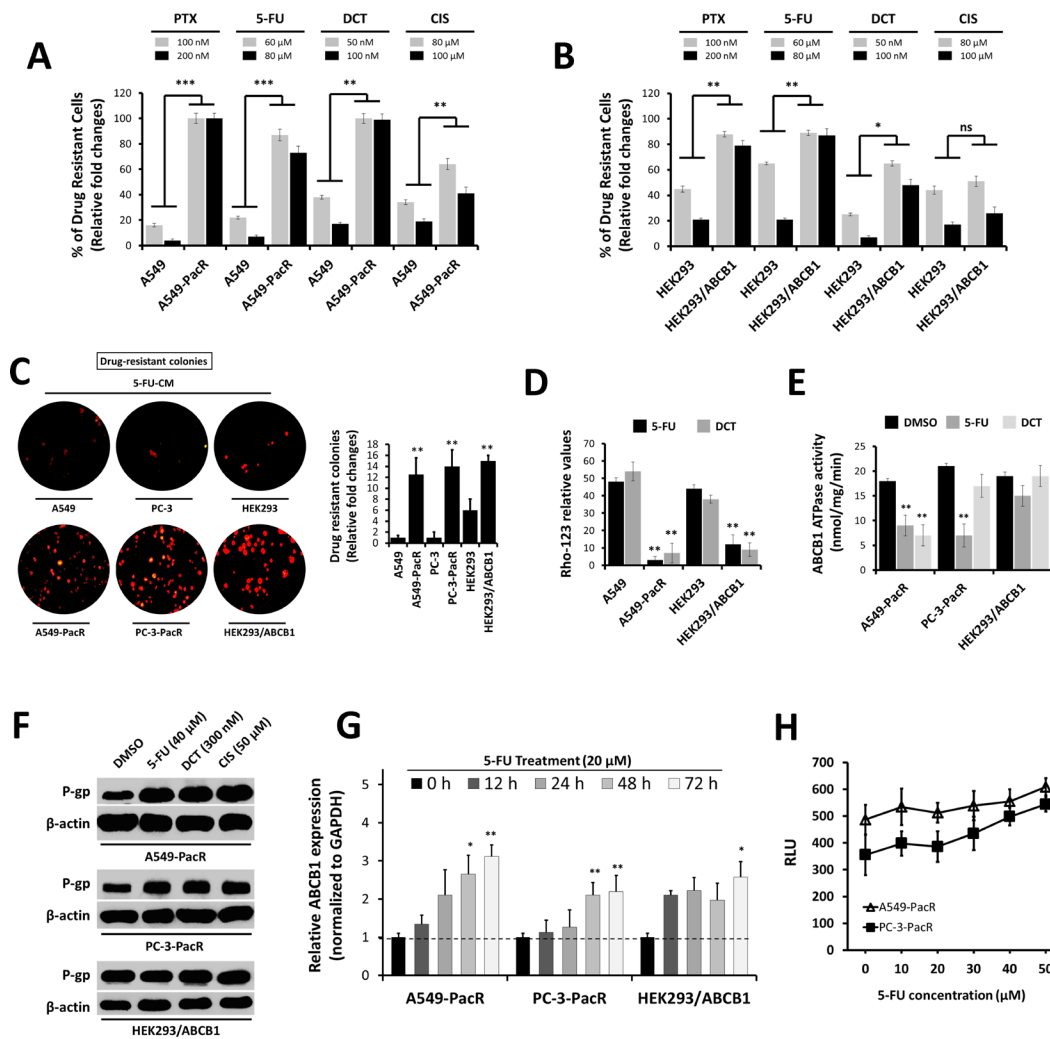 A
PTX 5-FU DCT CIS
100 nM 60 µM 50 nM 80 µM
200 nM 80 µM 100 nM 100 µM
% of Drug Resistant Cells
(Relative fold changes)
120
100
80
60
40
20
0
*** *** ** **
A549 A549-PacR A549 A549-PacR A549 A549-PacR A549 A549-PacR
B
PTX 5-FU DCT CIS
100 nM 60 µM 50 nM 80 µM
200 nM 80 µM 100 nM 100 µM
% of Drug Resistant Cells
(Relative fold changes)
120
100
80
60
40
20
0
** ** * ns
HEK293 HEK293/ABCB1 HEK293 HEK293/ABCB1 HEK293 HEK293/ABCB1 HEK293 HEK293/ABCB1
C
Drug-resistant colonies
5-FU-CM
A549 PC-3 HEK293
A549-PacR PC-3-PacR HEK293/ABCB1
Drug resistant colonies
(Relative fold changes)
18
16
14
12
10
8
6
4
2
0
** ** **
A549 A549-PacR PC-3 PC-3-PacR HEK293 HEK293/ABCB1
D
5-FU DCT
Rho-123 relative values
60
50
40
30
20
10
0
** ** ** **
A549 A549-PacR HEK293 HEK293/ABCB1
E
DMSO 5-FU DCT
ABCB1 ATPase activity
(nmol/mg/min)
25
20
15
10
5
0
** ** **
A549-PacR PC-3-PacR HEK293/ABCB1
F
DMSO 5-FU (40 µM) DCT (300 nM) CIS (50 µM)
P-gp
β-actin
A549-PacR
P-gp
β-actin
PC-3-PacR
P-gp
β-actin
HEK293/ABCB1
G
5-FU Treatment (20 µM)
0 h 12 h 24 h 48 h 72 h
Relative ABCB1 expression
(normalized to GAPDH)
5
4
3
2
1
0
* ** ** ** *
A549-PacR PC-3-PacR HEK293/ABCB1
H
RLU
700
600
500
400
300
200
100
0
A549-PacR
PC-3-PacR
0 10 20 30 40 50
5-FU concentration (µM)